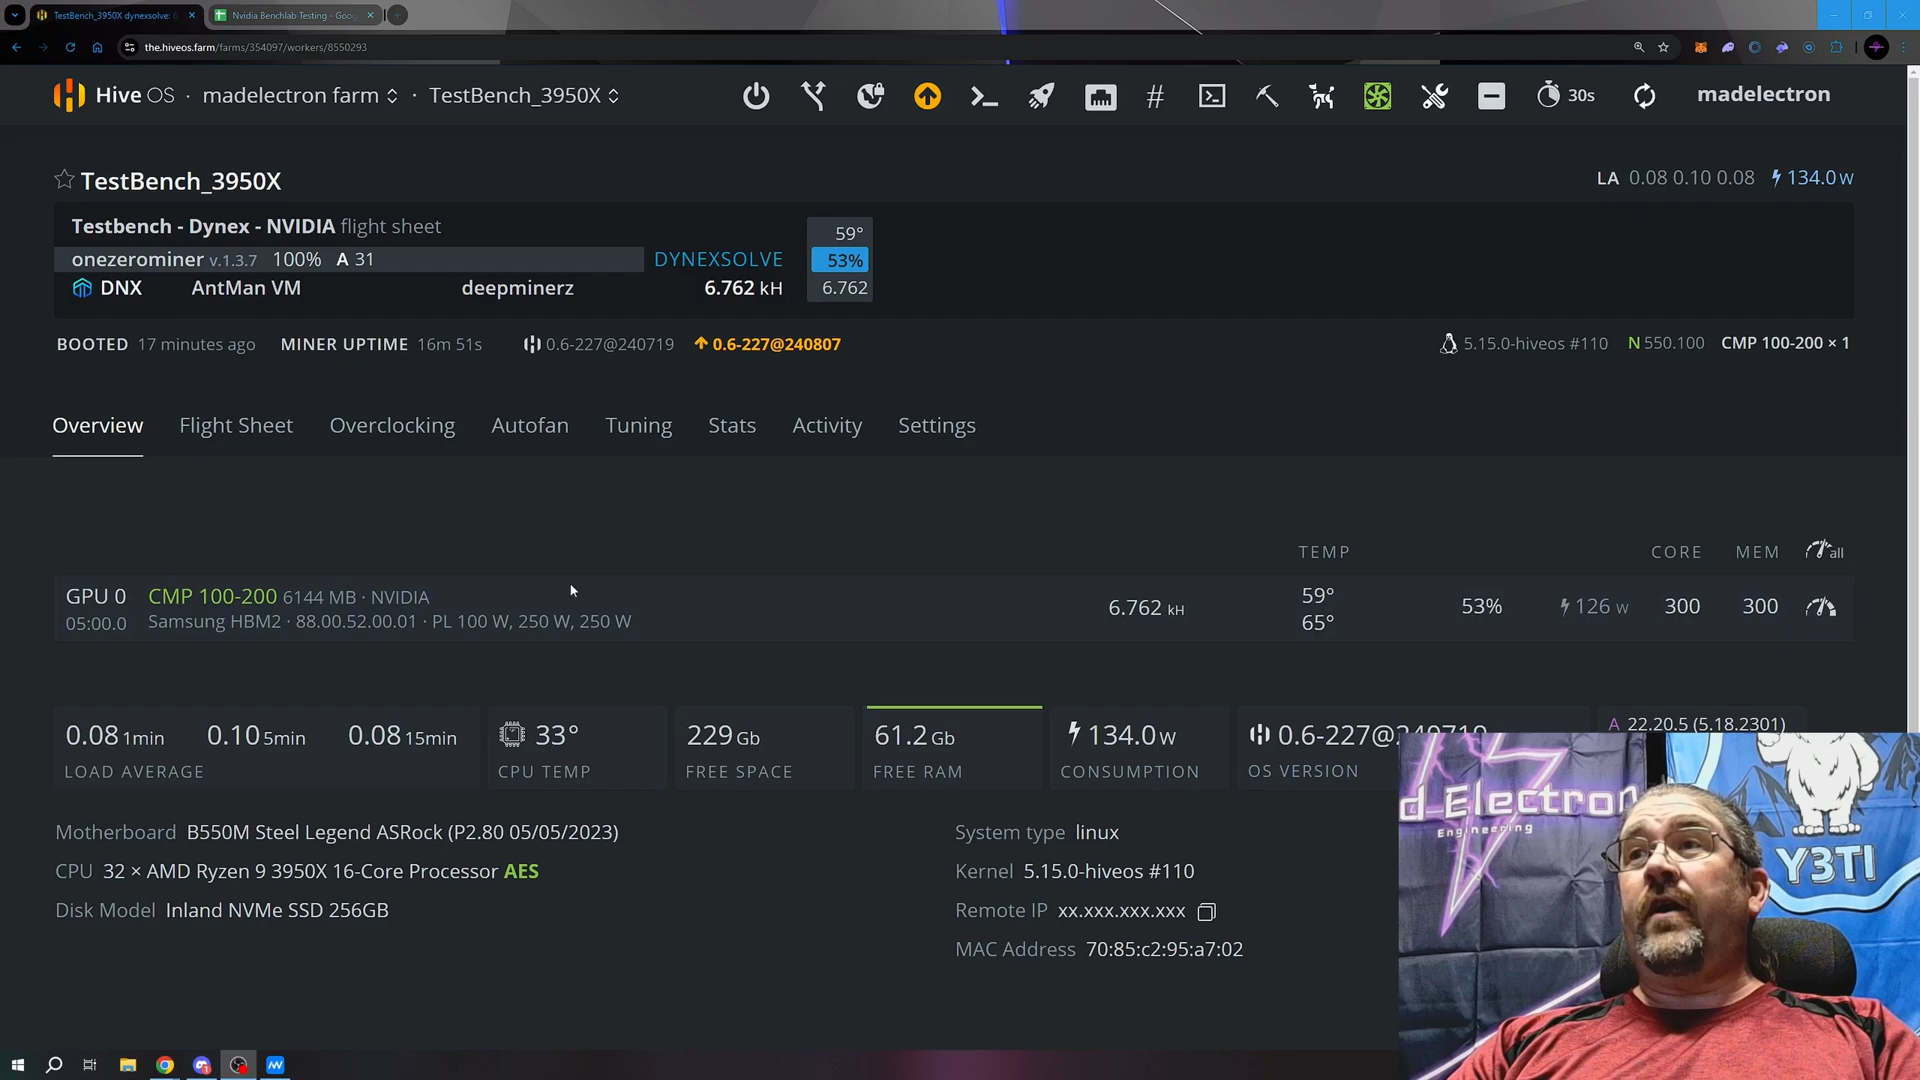 TestBench_3950X dynexsolve: 6
Nvidia Benchlab Testing - Goog
the.hiveos.farm/farms/354097/workers/8550293
Hive OS · madelectron farm · TestBench_3950X
30s
madelectron
TestBench_3950X
LA 0.08 0.10 0.08 134.0 W
Testbench - Dynex - NVIDIA flight sheet
59°
onezerominer v.1.3.7 100% A 31 DYNEXSOLVE
53%
DNX AntMan VM deepminerz 6.762 kH
6.762
BOOTED 17 minutes ago MINER UPTIME 16m 51s 0.6-227@240719 0.6-227@240807
5.15.0-hiveos #110 N 550.100 CMP 100-200 × 1
Overview Flight Sheet Overclocking Autofan Tuning Stats Activity Settings
TEMP CORE MEM all
GPU 0 CMP 100-200 6144 MB · NVIDIA
05:00.0 Samsung HBM2 · 88.00.52.00.01 · PL 100 W, 250 W, 250 W
6.762 kH
59°
65°
53% 126 W 300 300
0.08 1min 0.10 5min 0.08 15min
LOAD AVERAGE
33°
CPU TEMP
229 Gb
FREE SPACE
61.2 Gb
FREE RAM
134.0 W
CONSUMPTION
0.6-227@240719
OS VERSION
A 22.20.5 (5.18.2301)
Motherboard B550M Steel Legend ASRock (P2.80 05/05/2023)
CPU 32 × AMD Ryzen 9 3950X 16-Core Processor AES
Disk Model Inland NVMe SSD 256GB
System type linux
Kernel 5.15.0-hiveos #110
Remote IP xx.xxx.xxx.xxx
MAC Address 70:85:c2:95:a7:02
d Electron
Engineering
Y3TI